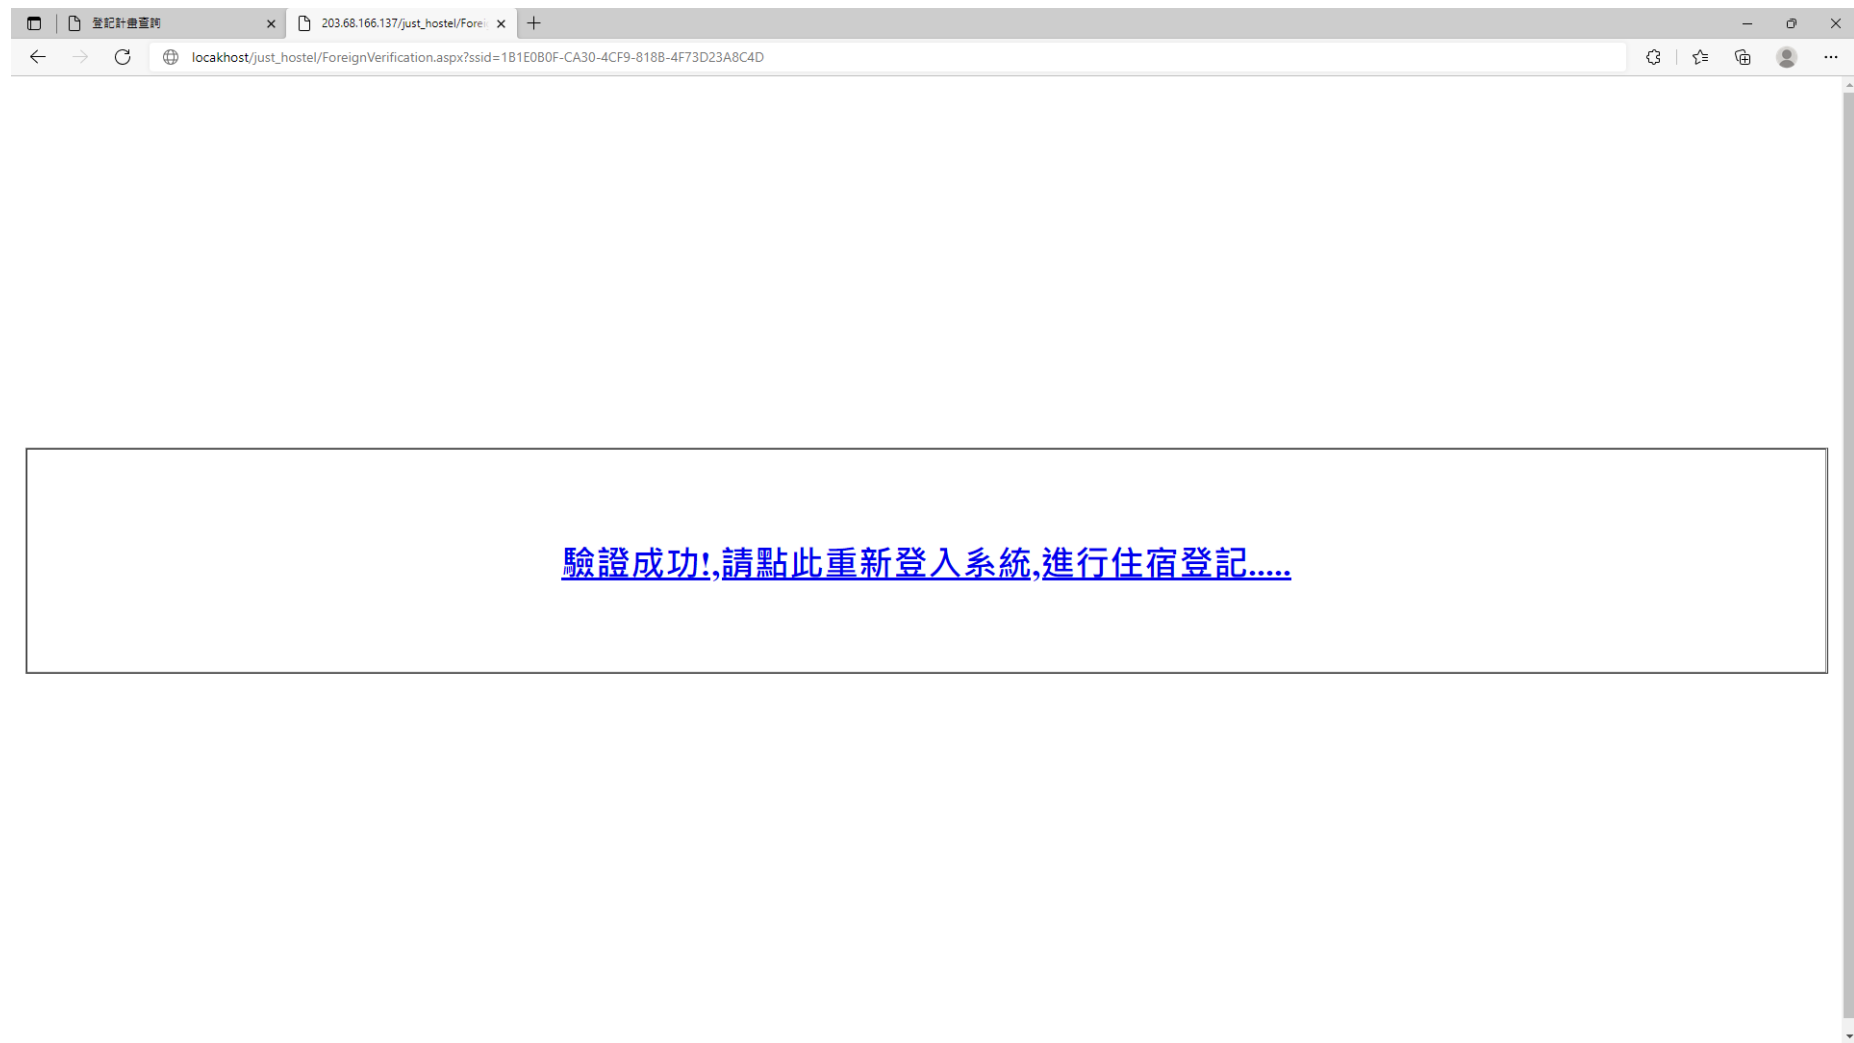 登記計畫查詢
203.68.166.137/just_hostel/Forei
locakhost/just_hostel/ForeignVerification.aspx?ssid=1B1E0B0F-CA30-4CF9-818B-4F73D23A8C4D
驗證成功!,請點此重新登入系統,進行住宿登記.....